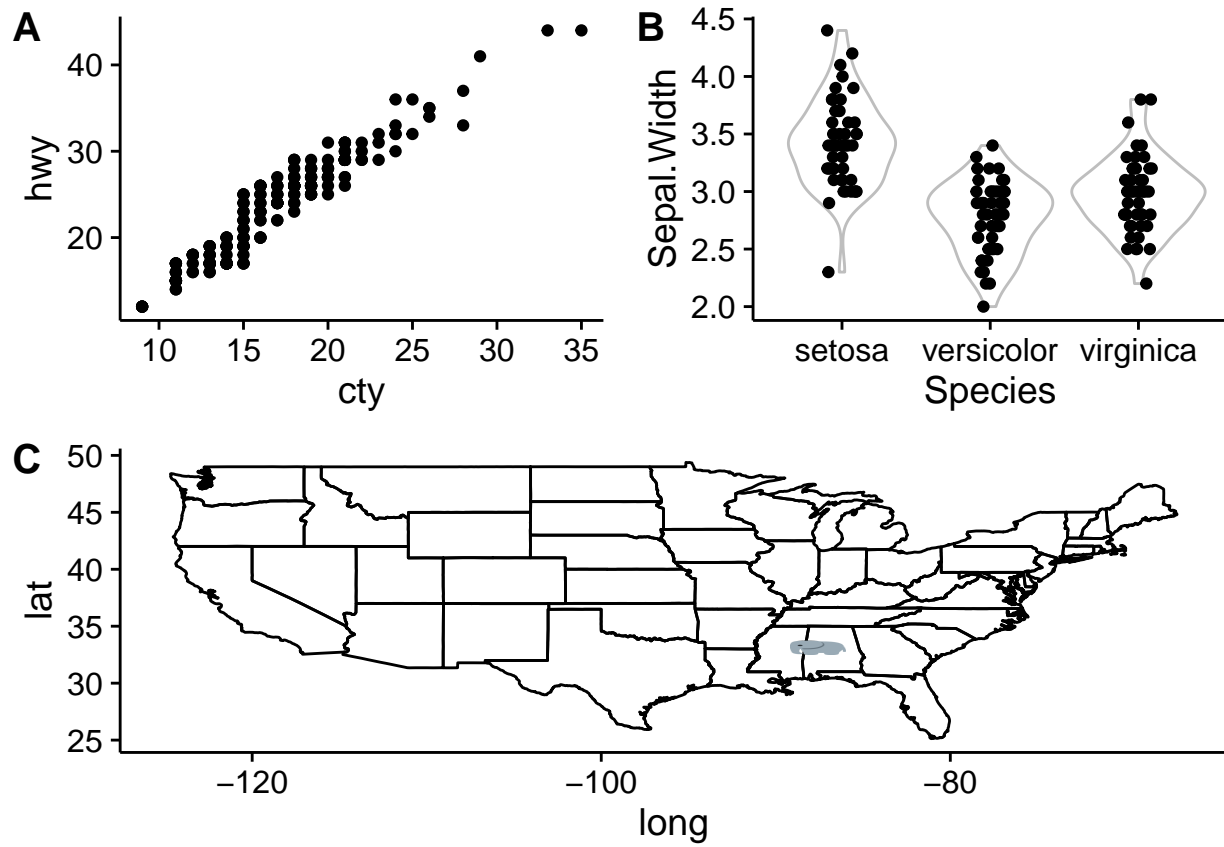 A
40
30
20
hwy
10 15 20 25 30 35
cty
B
4.5
4.0
3.5
3.0
2.5
2.0
Sepal.Width
setosa versicolor virginica
Species
C
50
45
40
35
30
25
lat
−120 −100 −80
long